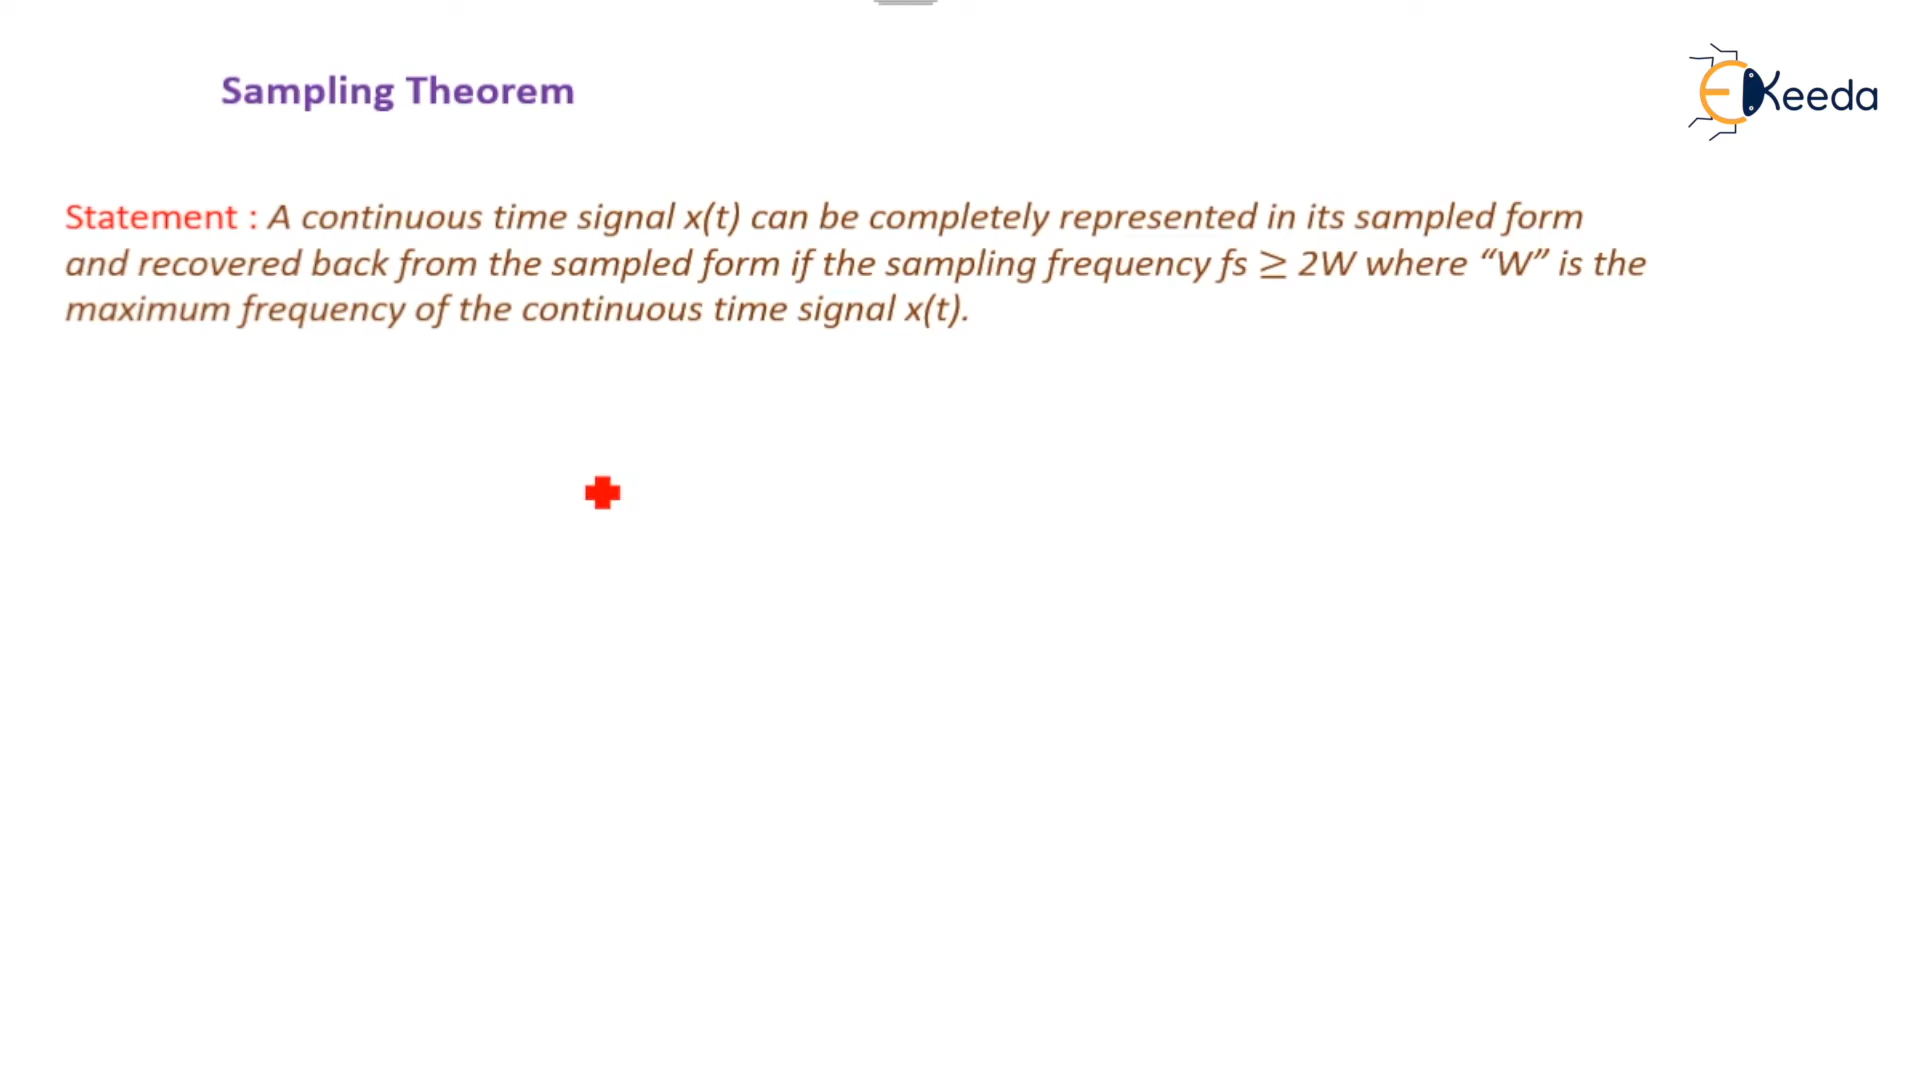 Sampling Theorem
EKeeda
Statement : A continuous time signal x(t) can be completely represented in its sampled form
and recovered back from the sampled form if the sampling frequency fs ≥ 2W where “W” is the
maximum frequency of the continuous time signal x(t).